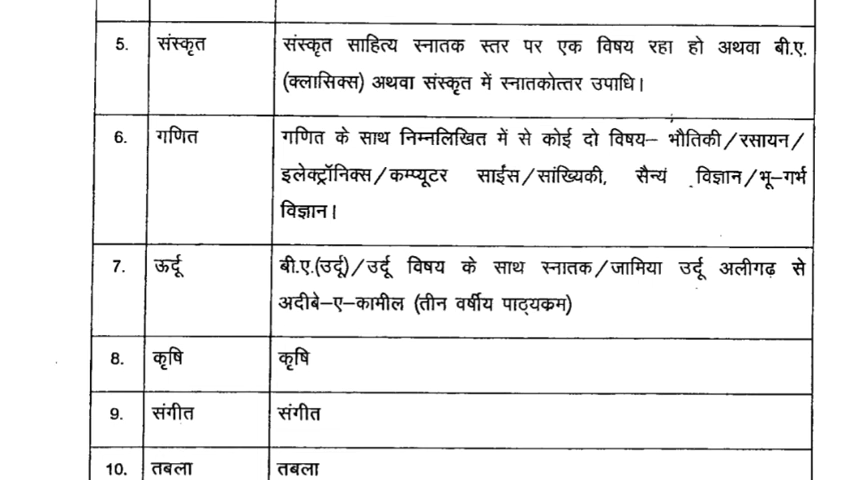 5. संस्कृत संस्कृत साहित्य स्नातक स्तर पर एक विषय रहा हो अथवा बी.ए.
(क्लासिक्स) अथवा संस्कृत में स्नातकोत्तर उपाधि।
6. गणित गणित के साथ निम्नलिखित में से कोई दो विषय– भौतिकी/रसायन/
इलेक्ट्रॉनिक्स/कम्प्यूटर साईंस/सांख्यिकी, सैन्यं विज्ञान/भू–गर्भ
विज्ञान।
7. ऊर्दू बी.ए.(उर्दू)/उर्दू विषय के साथ स्नातक/जामिया उर्दू अलीगढ़ से
अदीबे–ए–कामील (तीन वर्षीय पाठ्यकम)
8. कृषि कृषि
9. संगीत संगीत
10. तबला तबला